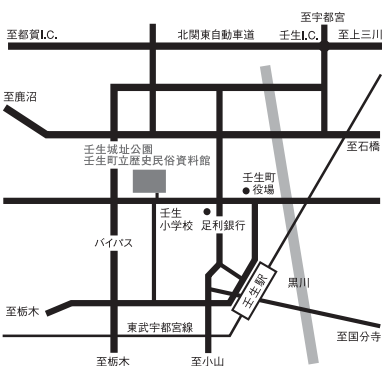 至宇都宮
至都賀I.C.
北関東自動車道
壬生I.C.
至上三川
至鹿沼
至石橋
壬生城址公園
壬生町立歴史民俗資料館
壬生町
役場
壬生
小学校
足利銀行
バイパス
壬生駅
黒川
至栃木
東武宇都宮線
至国分寺
至栃木
至小山